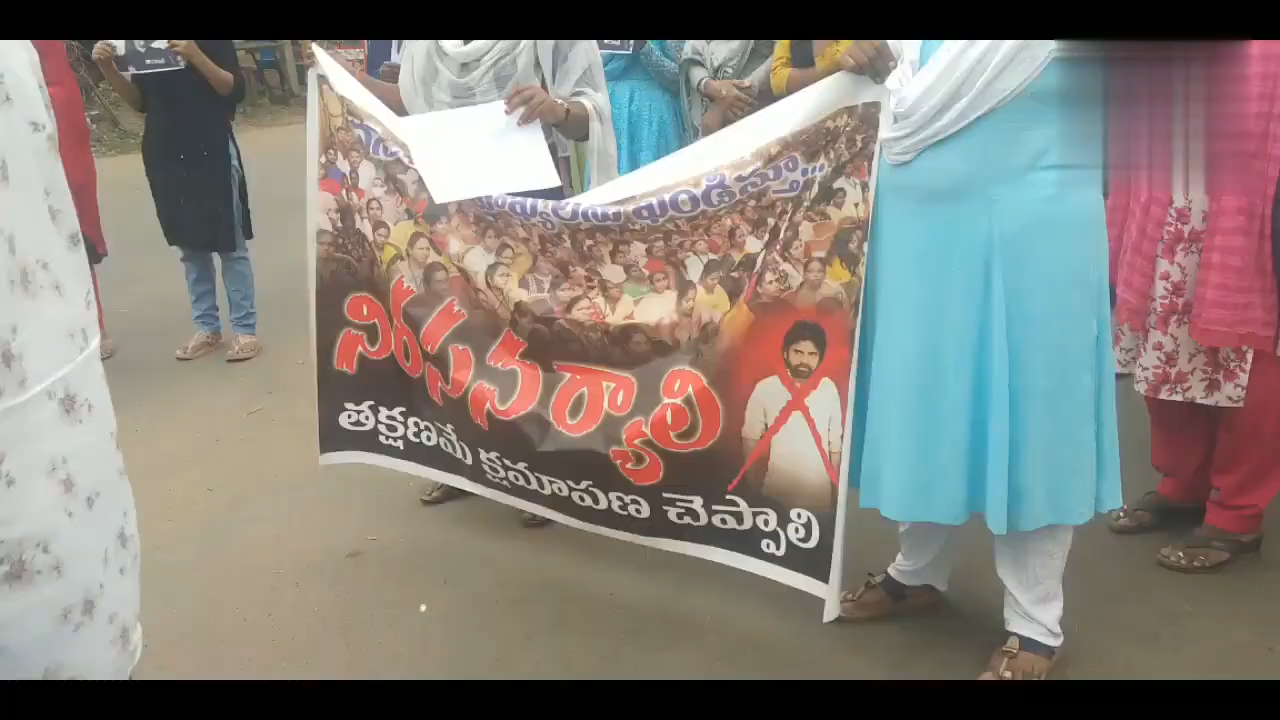 ఖండిస్తూ...
నిరసన ర్యాలీ
తక్షణమే క్షమాపణ చెప్పాలి